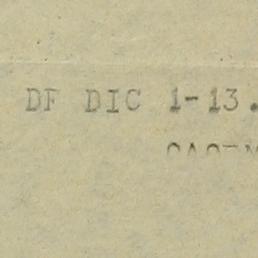 DF DIC 1-13.